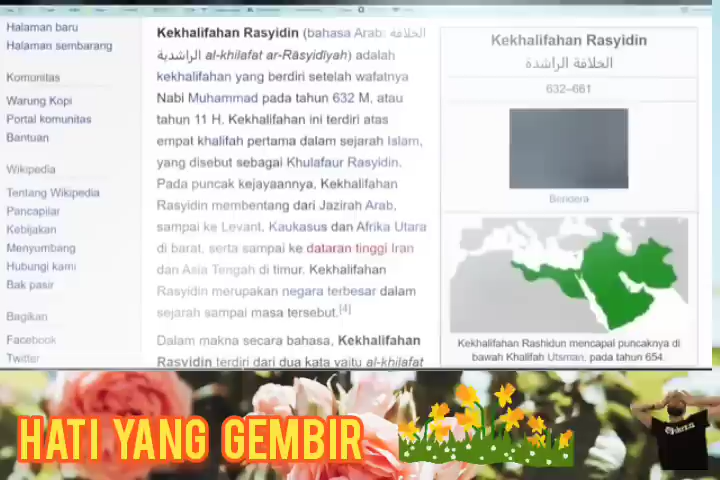 Halaman baru
Halaman sembarang
Komunitas
Warung Kopi
Portal komunitas
Bantuan
Wikipedia
Tentang Wikipedia
Pancapilar
Kebijakan
Menyumbang
Hubungi kami
Bak pasir
Bagikan
Facebook
Twitter
Kekhalifahan Rasyidin (bahasa Arab: الخلافة
الراشدية al-khilafat ar-Rāsyidīyah) adalah
kekhalifahan yang berdiri setelah wafatnya
Nabi Muhammad pada tahun 632 M, atau
tahun 11 H. Kekhalifahan ini terdiri atas
empat khalifah pertama dalam sejarah Islam,
yang disebut sebagai Khulafaur Rasyidin.
Pada puncak kejayaannya, Kekhalifahan
Rasyidin membentang dari Jazirah Arab,
sampai ke Levant, Kaukasus dan Afrika Utara
di barat, serta sampai ke dataran tinggi Iran
dan Asia Tengah di timur. Kekhalifahan
Rasyidin merupakan negara terbesar dalam
sejarah sampai masa tersebut.[4]
Dalam makna secara bahasa, Kekhalifahan
Rasyidin terdiri dari dua kata yaitu al-khilafat
Kekhalifahan Rasyidin
الخلافة الراشدة
632–661
Bendera
Kekhalifahan Rashidun mencapai puncaknya di
bawah Khalifah Utsman, pada tahun 654.
HATI YANG GEMBIR